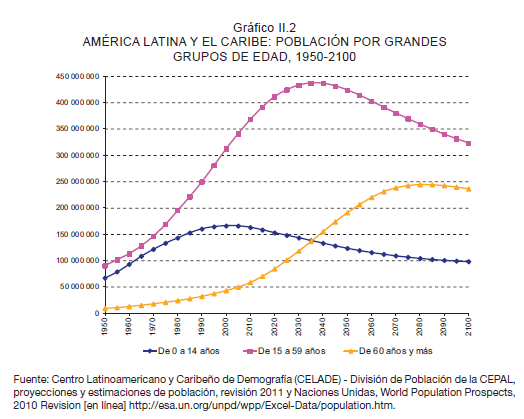 Gráfico II.2
AMÉRICA LATINA Y EL CARIBE: POBLACIÓN POR GRANDES
GRUPOS DE EDAD, 1950-2100
450 000 000
400 000 000
350 000 000
300 000 000
250 000 000
200 000 000
150 000 000
100 000 000
50 000 000
0
1950
1960
1970
1980
1990
2000
2010
2020
2030
2040
2050
2060
2070
2080
2090
2100
De 0 a 14 años De 15 a 59 años De 60 años y más
Fuente: Centro Latinoamericano y Caribeño de Demografía (CELADE) - División de Población de la CEPAL,
proyecciones y estimaciones de población, revisión 2011 y Naciones Unidas, World Population Prospects,
2010 Revision [en línea] http://esa.un.org/unpd/wpp/Excel-Data/population.htm.